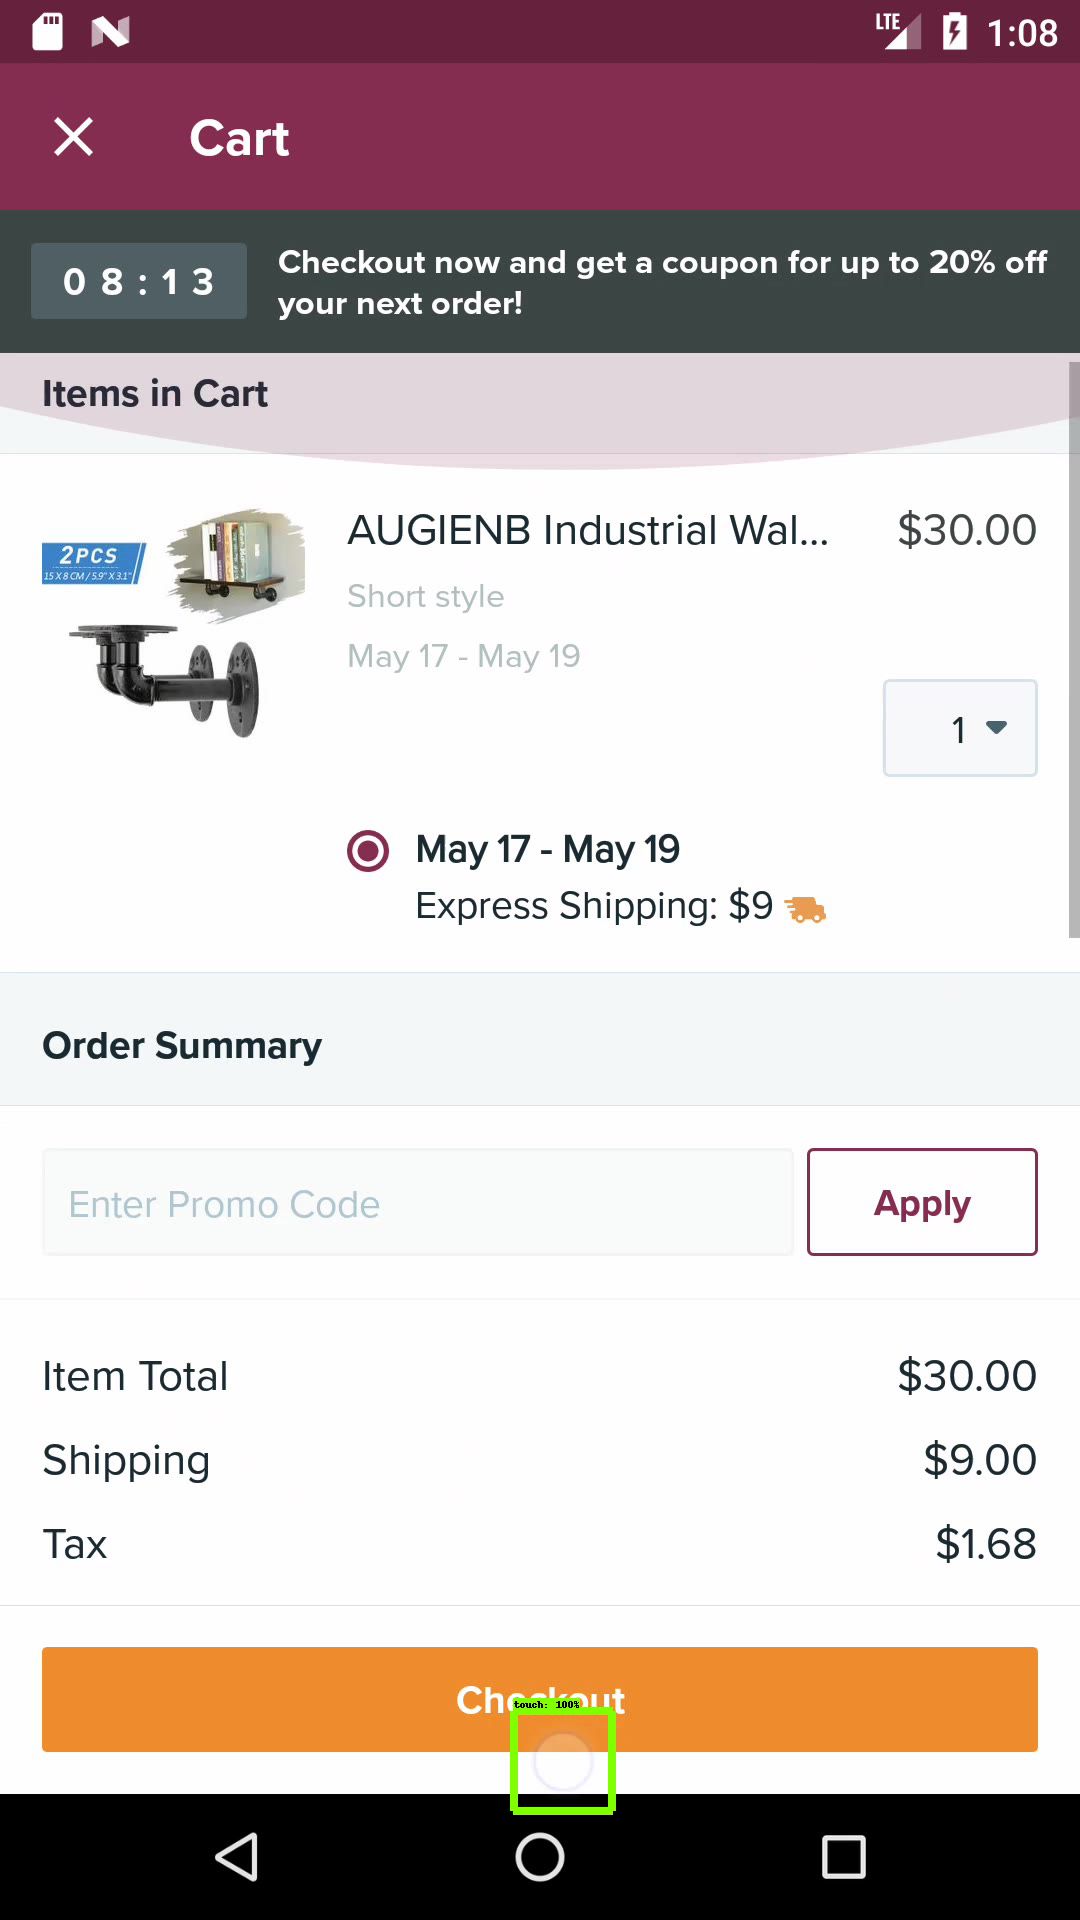 LTE 1:08
Cart
08:13
Checkout now and get a coupon for up to 20% off
your next order!
Items in Cart
2PCS
15 X 8 CM / 5.9" X 3.1"
AUGIENB Industrial Wal... $30.00
Short style
May 17 - May 19
1
May 17 - May 19
Express Shipping: $9
Order Summary
Enter Promo Code
Apply
Item Total $30.00
Shipping $9.00
Tax $1.68
Checkout
touch: 100%